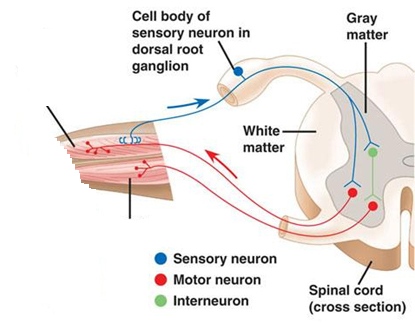 Cell body of
sensory neuron in
dorsal root
ganglion
Gray
matter
White
matter
Sensory neuron
Motor neuron
Interneuron
Spinal cord
(cross section)